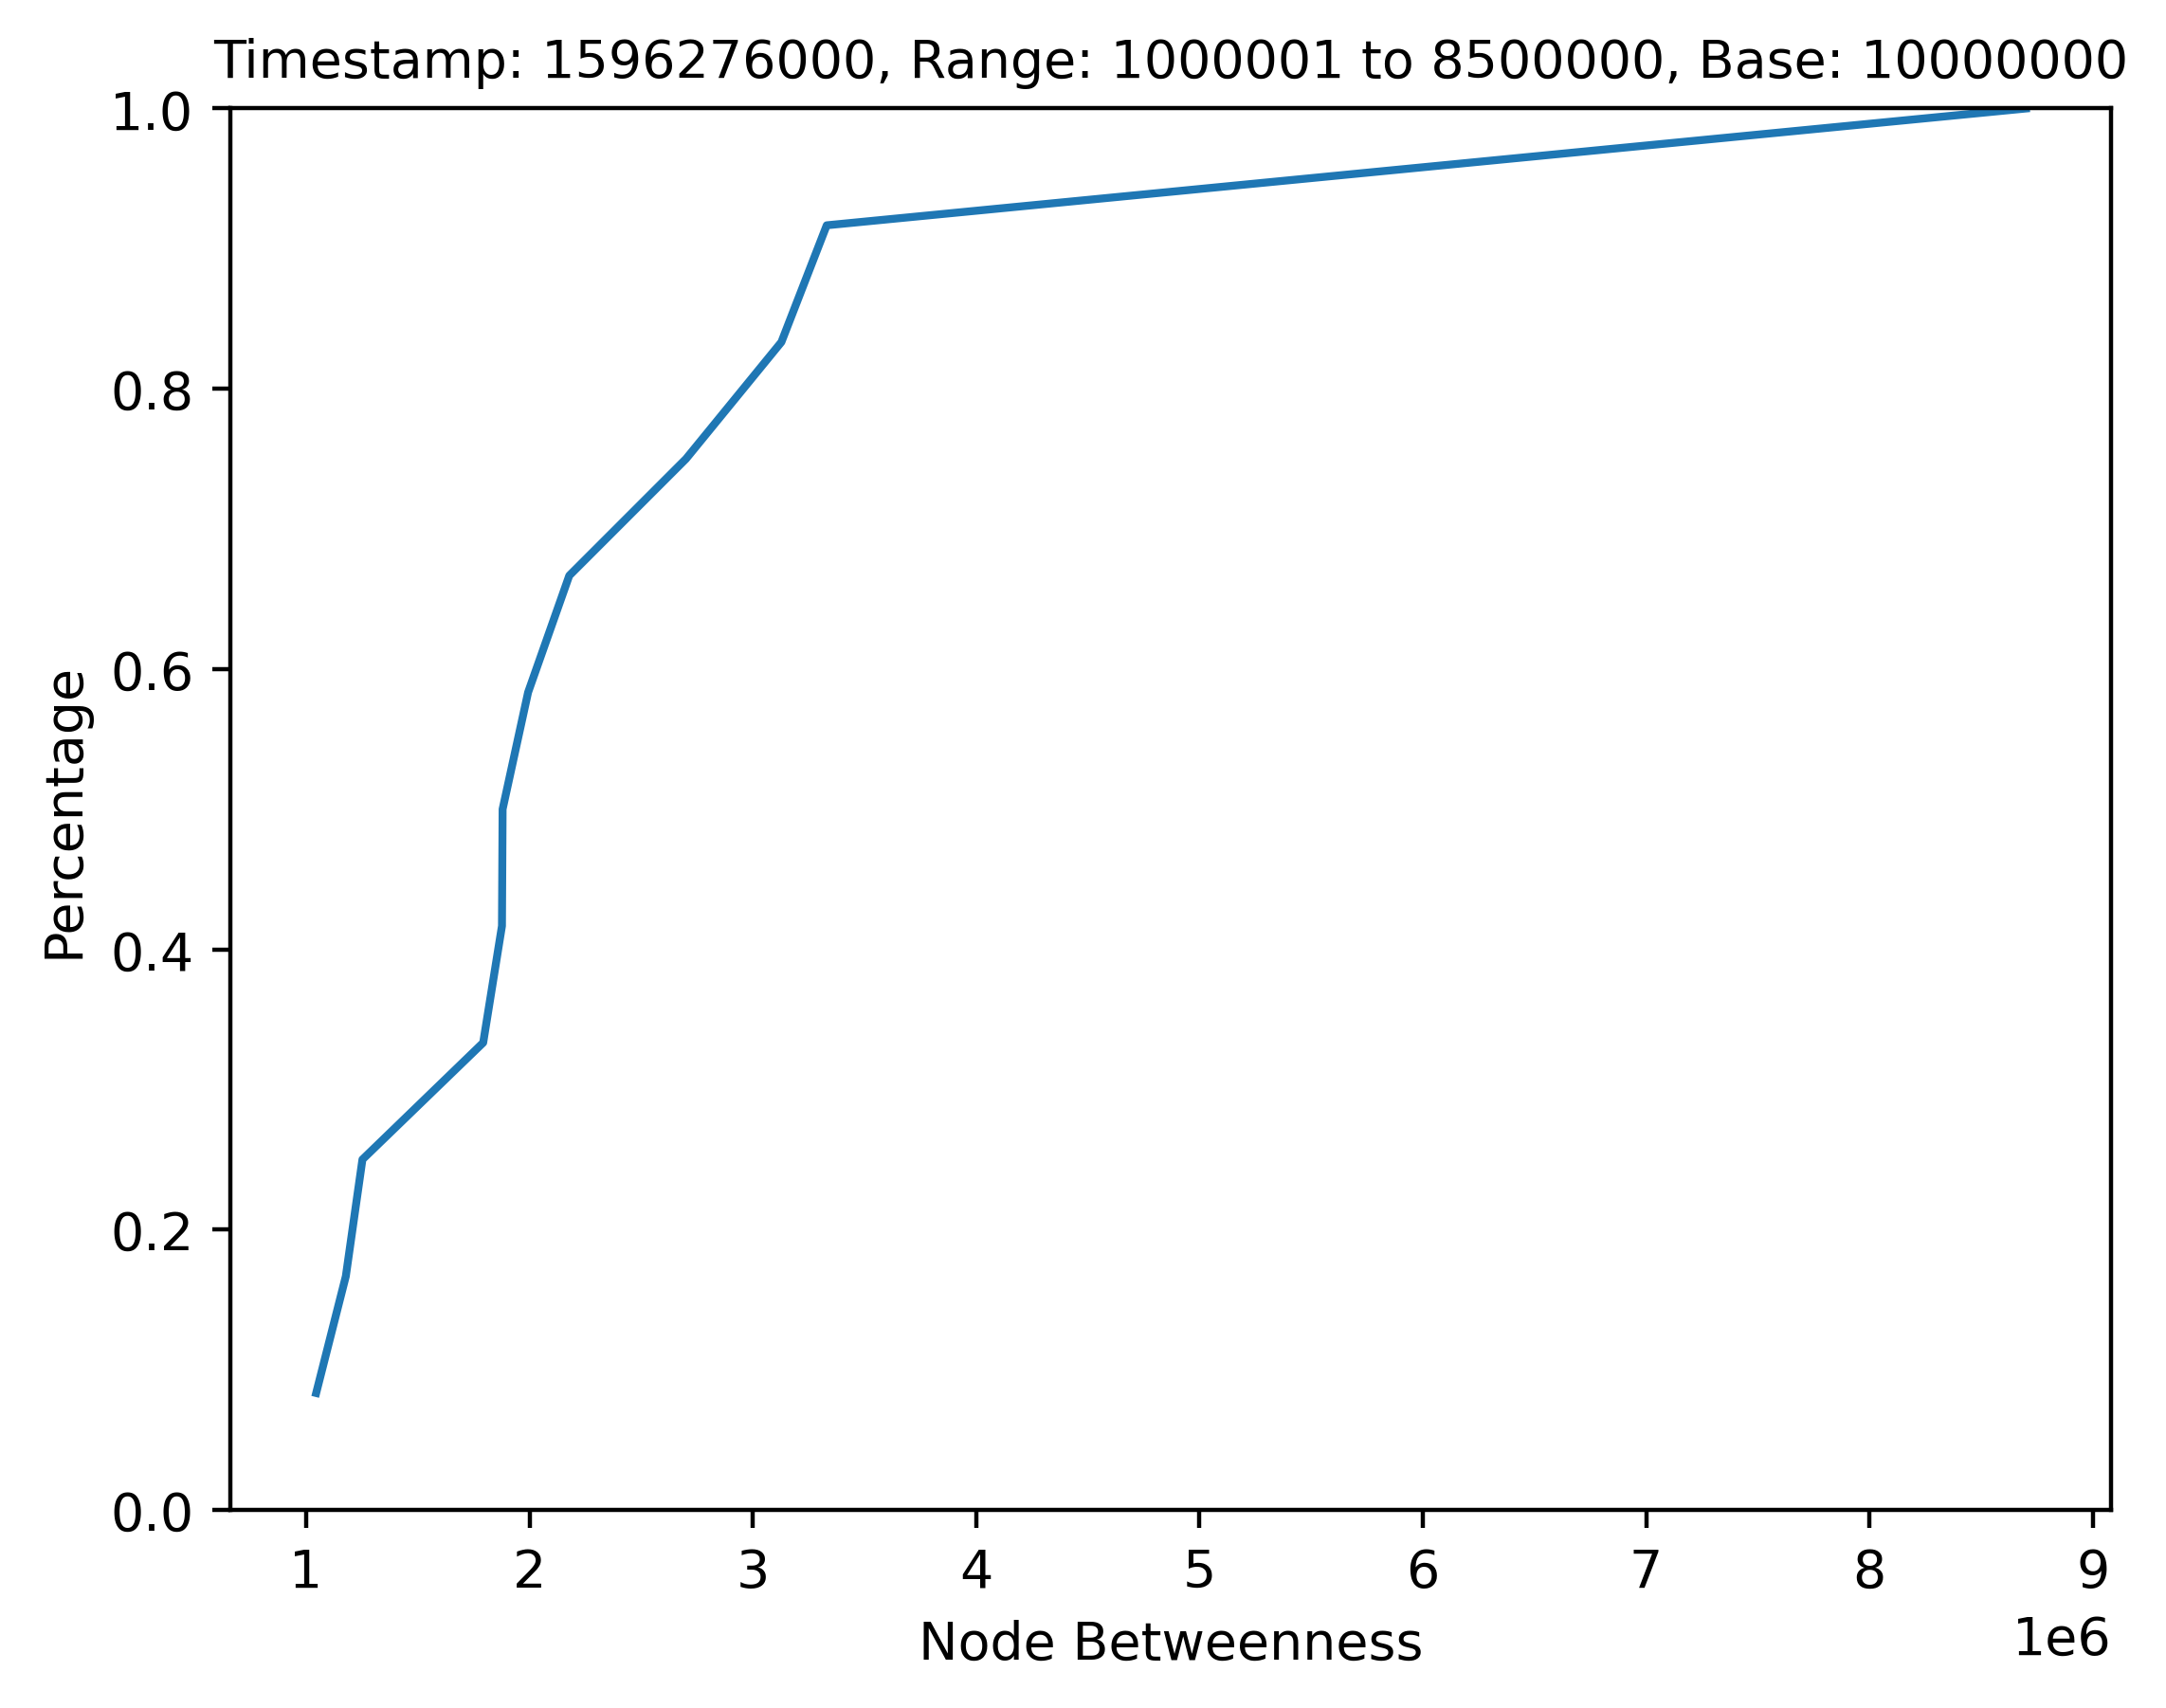 Timestamp: 1596276000, Range: 1000001 to 8500000, Base: 10000000
1.0
0.8
0.6
0.4
0.2
0.0
Percentage
1 2 3 4 5 6 7 8 9
1e6
Node Betweenness